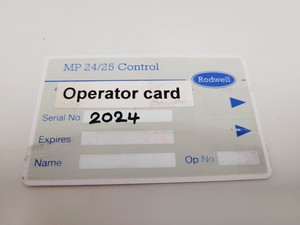 MP 24/25 Control
Rodwell
Operator card
Serial No 2024
Expires
Name
Op No